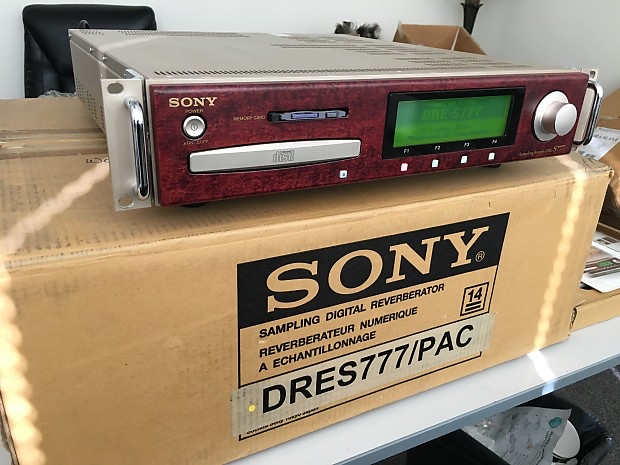 SONY
POWER
MEMORY CARD
DRE S777
disc
F1 F2 F3 F4
SONY®
14
SAMPLING DIGITAL REVERBERATOR
REVERBERATEUR NUMERIQUE
A ECHANTILLONNAGE
DRES777/PAC